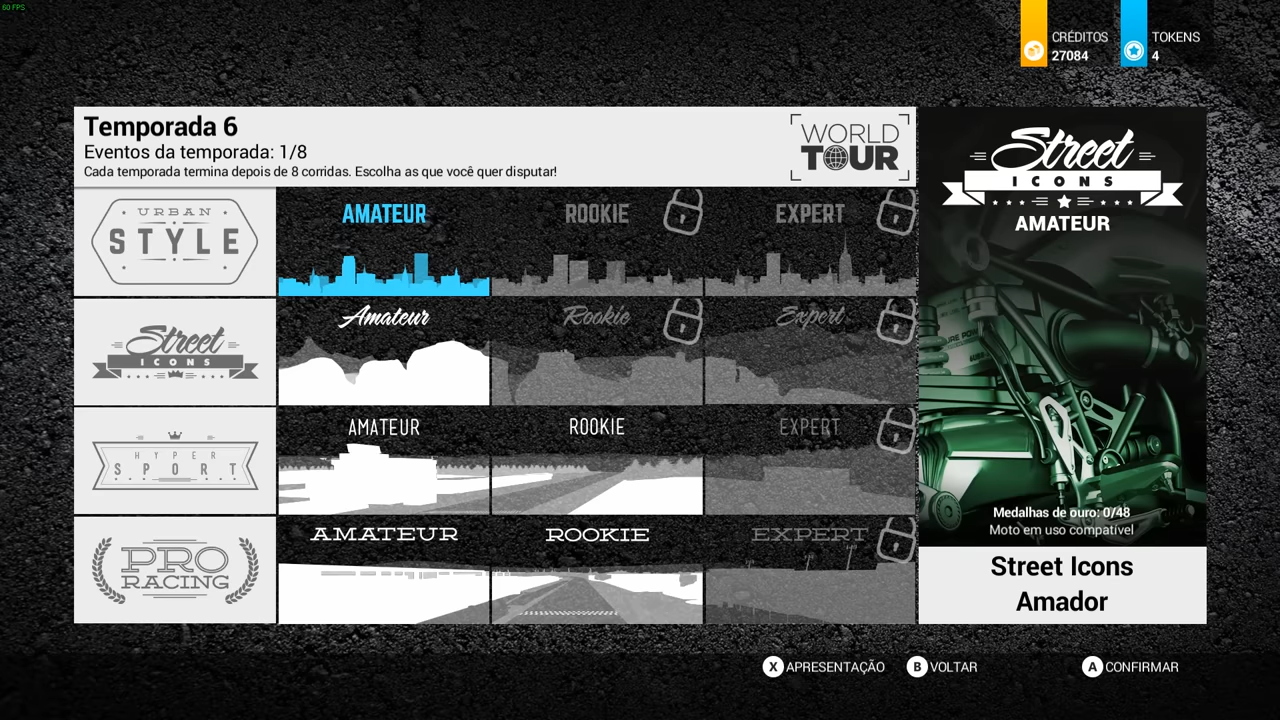 60 FPS
CRÉDITOS
27084
TOKENS
4
Temporada 6
Eventos da temporada: 1/8
Cada temporada termina depois de 8 corridas. Escolha as que você quer disputar!
WORLD
TOUR
URBAN
STYLE
AMATEUR
ROOKIE
EXPERT
Street
ICONS
Amateur
Rookie
Expert
HYPER
SPORT
AMATEUR
ROOKIE
EXPERT
PRO
RACING
AMATEUR
ROOKIE
EXPERT
Street
ICONS
AMATEUR
Medalhas de ouro: 0/48
Moto em uso compatível
Street Icons
Amador
X APRESENTAÇÃO
B VOLTAR
A CONFIRMAR